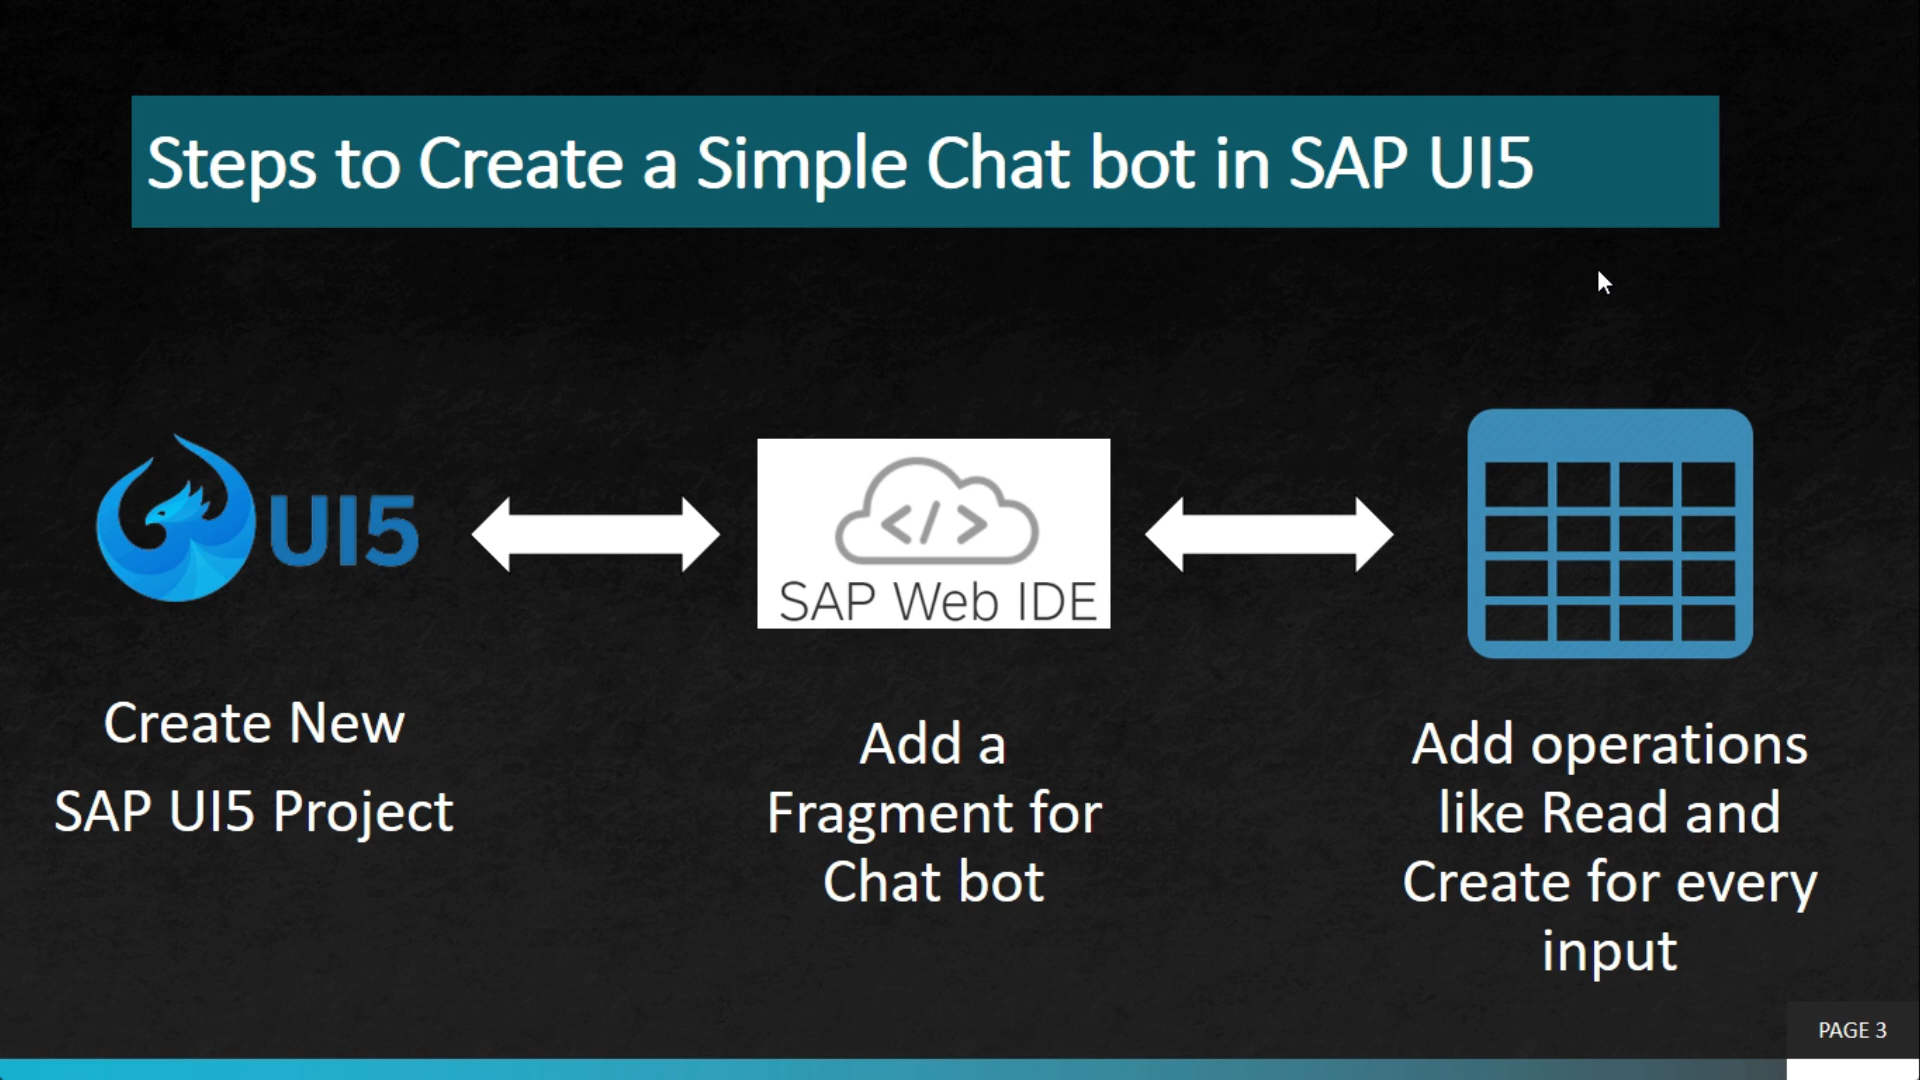 Steps to Create a Simple Chat bot in SAP UI5
UI5
</>
SAP Web IDE
Create New
SAP UI5 Project
Add a
Fragment for
Chat bot
Add operations
like Read and
Create for every
input
PAGE 3